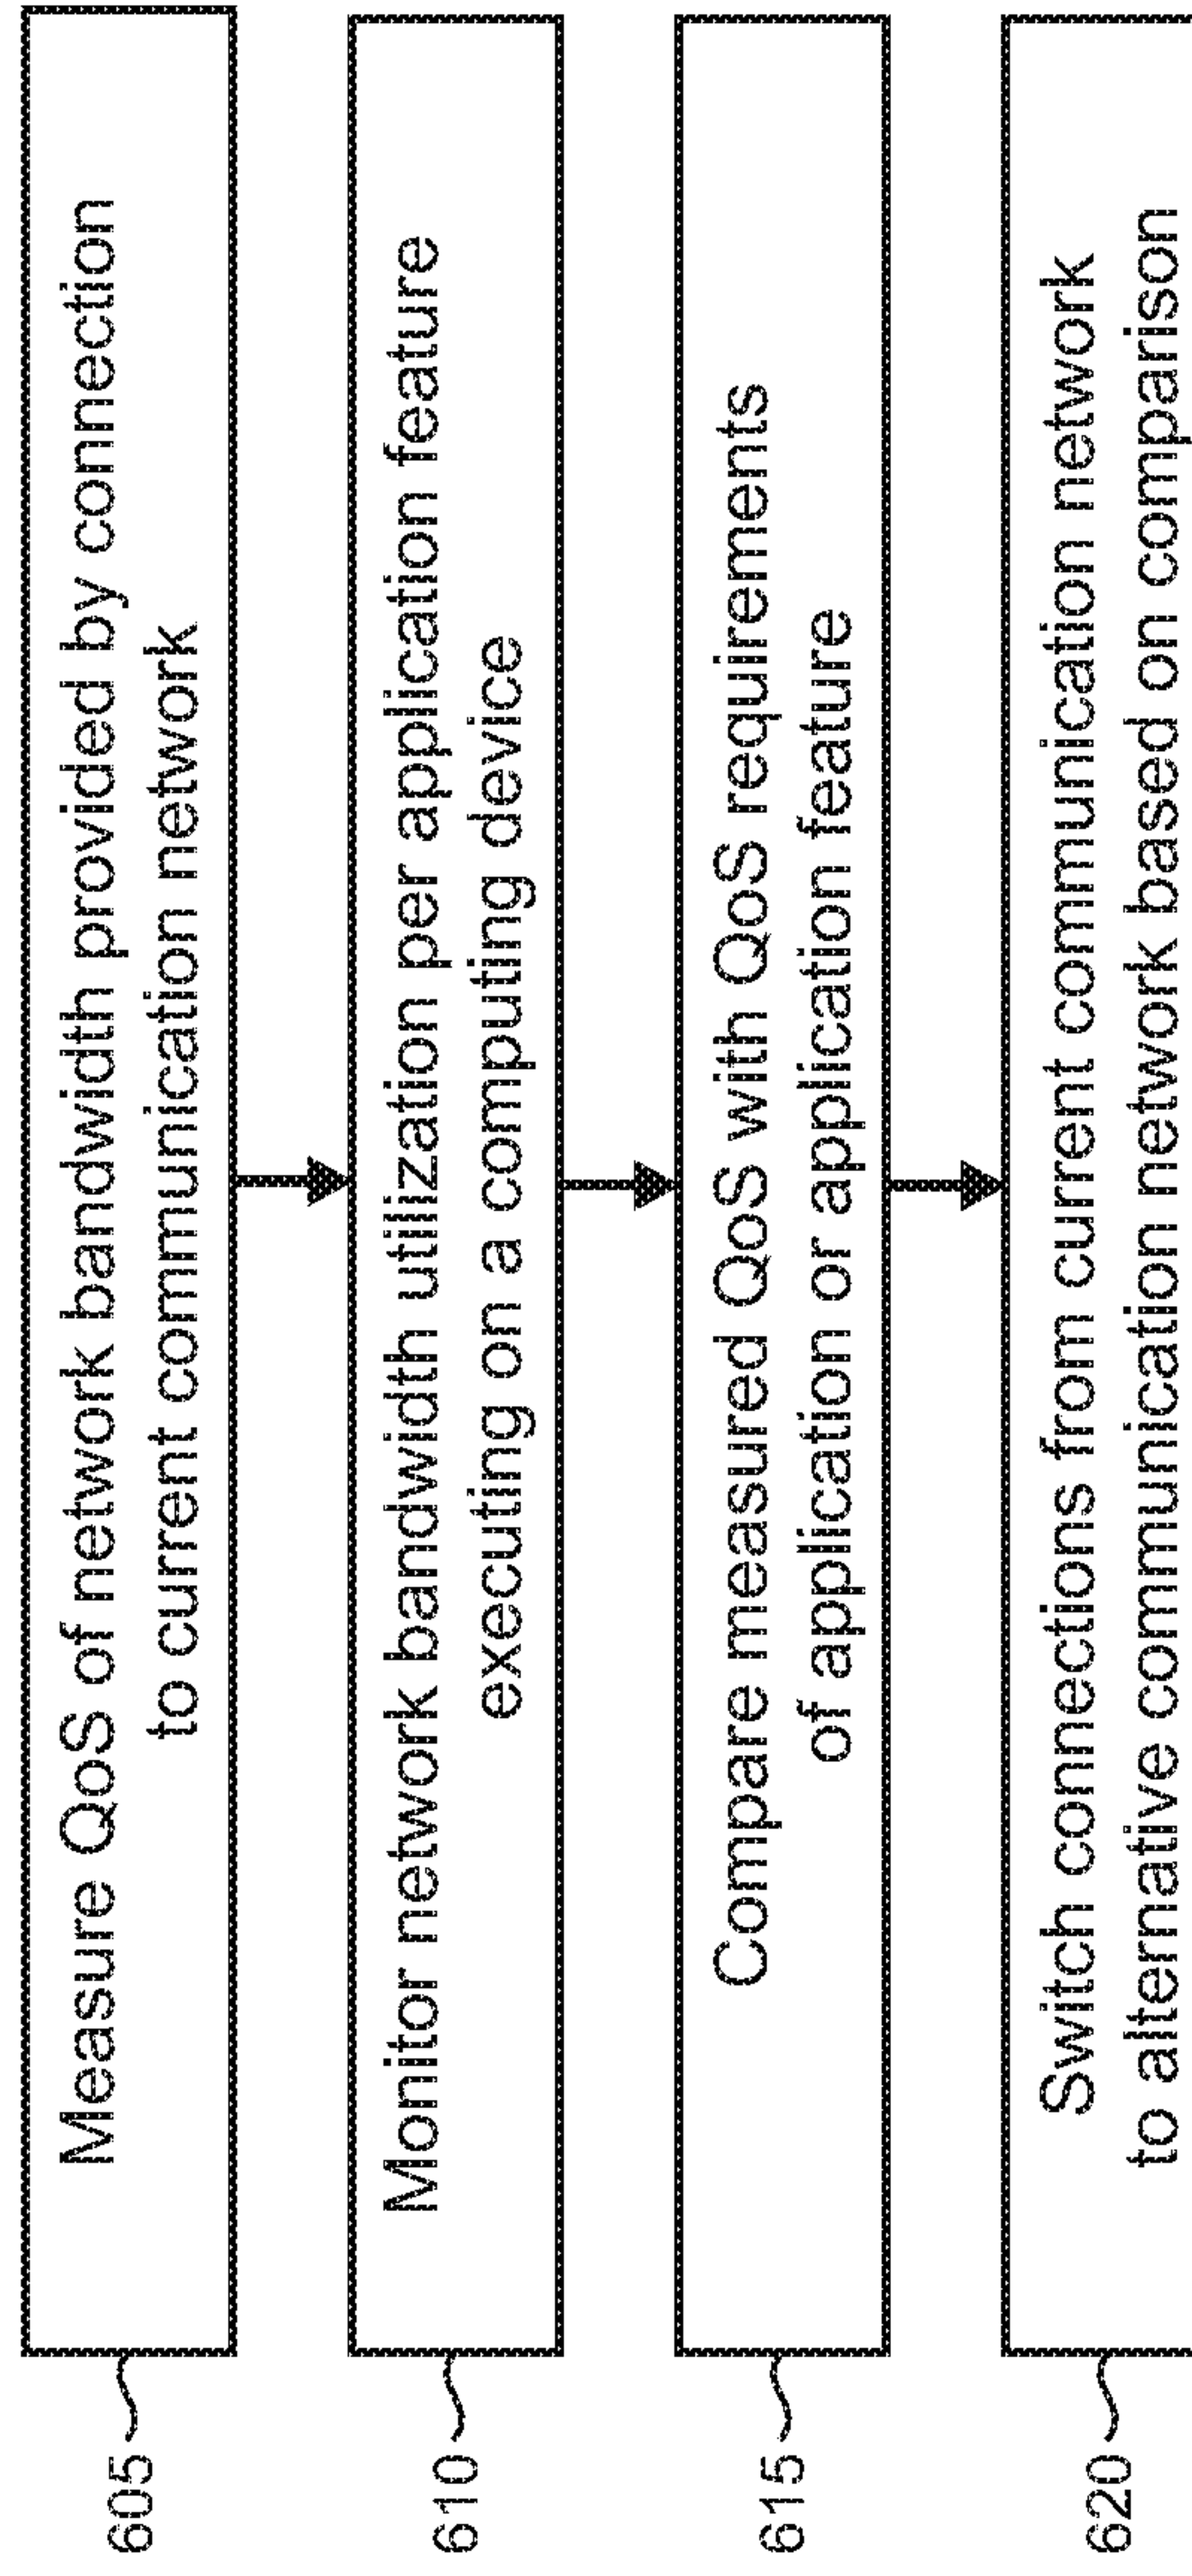 605
Measure QoS of network bandwidth provided by connection
to current communication network
610
Monitor network bandwidth utilization per application feature
executing on a computing device
615
Compare measured QoS with QoS requirements
of application or application feature
620
Switch connections from current communication network
to alternative communication network based on comparison